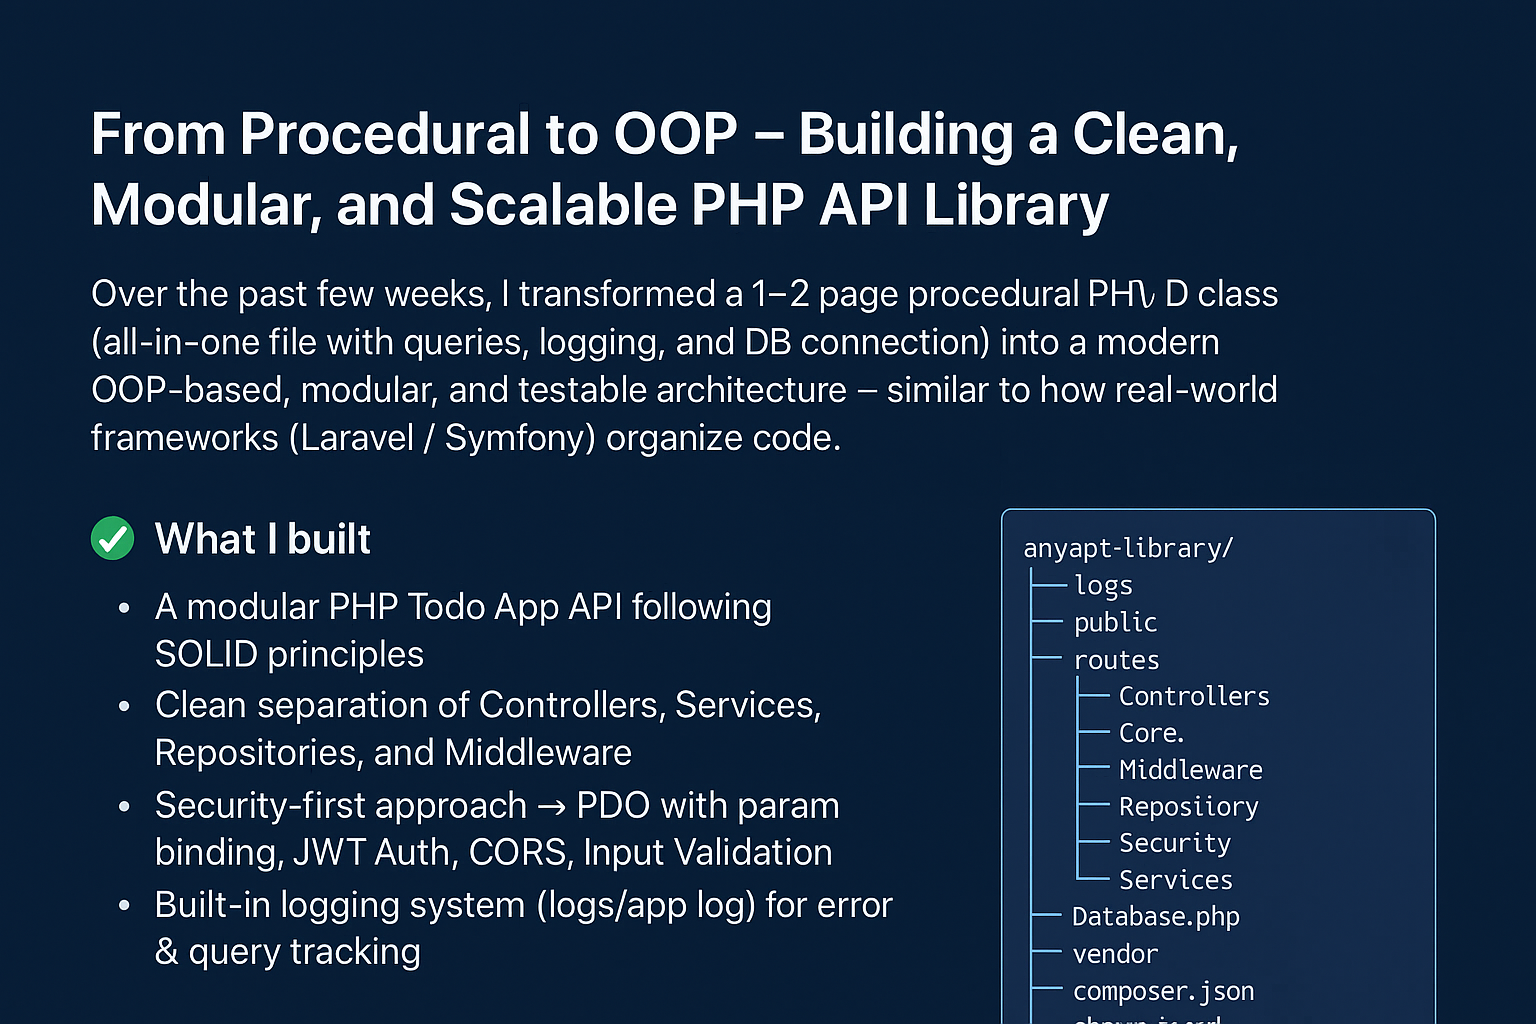 From Procedural to OOP – Building a Clean,
Modular, and Scalable PHP API Library
Over the past few weeks, I transformed a 1–2 page procedural D class
(all-in-one file with queries, logging, and DB connection) into a modern
OOP-based, modular, and testable architecture – similar to how real-world
frameworks (Laravel / Symfony) organize code.
What I built
• A modular PHP Todo App API following
SOLID principles
• Clean separation of Controllers, Services,
Repositories, and Middleware
• Security-first approach → PDO with param
binding, JWT Auth, CORS, Input Validation
• Built-in logging system (logs/app log) for error
& query tracking
anyapt-library/
logs
public
routes
Controllers
Core.
Middleware
Reposiiory
Security
Services
Database.php
vendor
composer.json